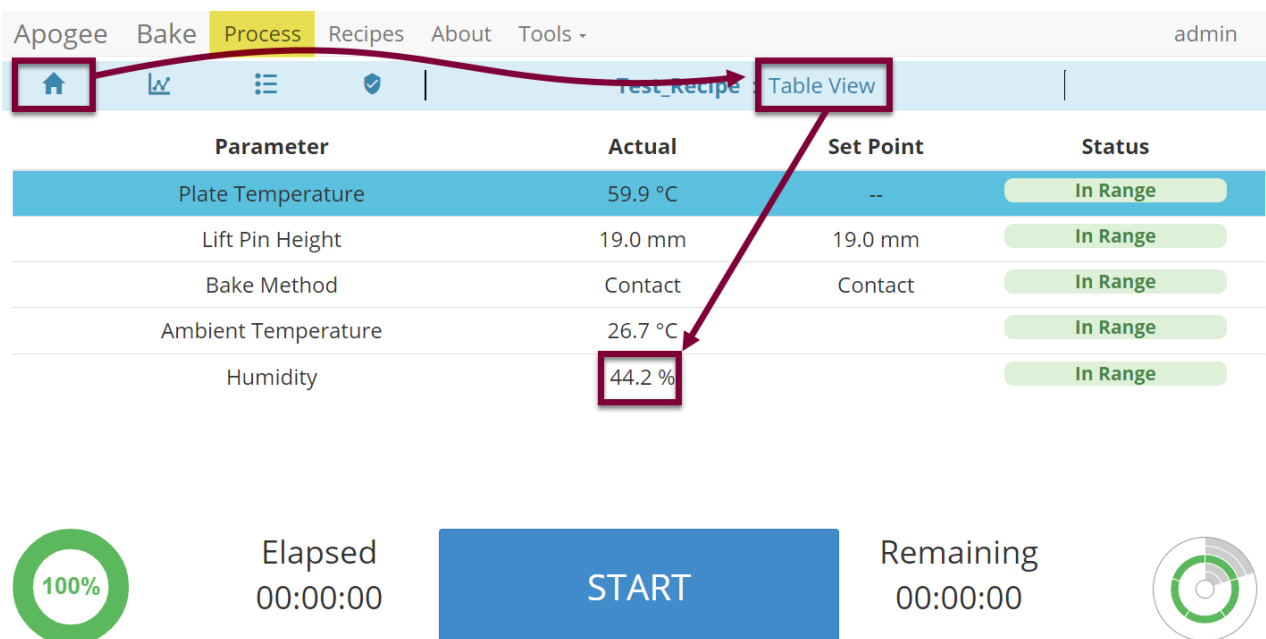 Apogee Bake Process Recipes About Tools admin
Test_Recipe : Table View
Parameter Actual Set Point Status
Plate Temperature 59.9 °C -- In Range
Lift Pin Height 19.0 mm 19.0 mm In Range
Bake Method Contact Contact In Range
Ambient Temperature 26.7 °C In Range
Humidity 44.2 % In Range
Elapsed Remaining
100% START
00:00:00 00:00:00